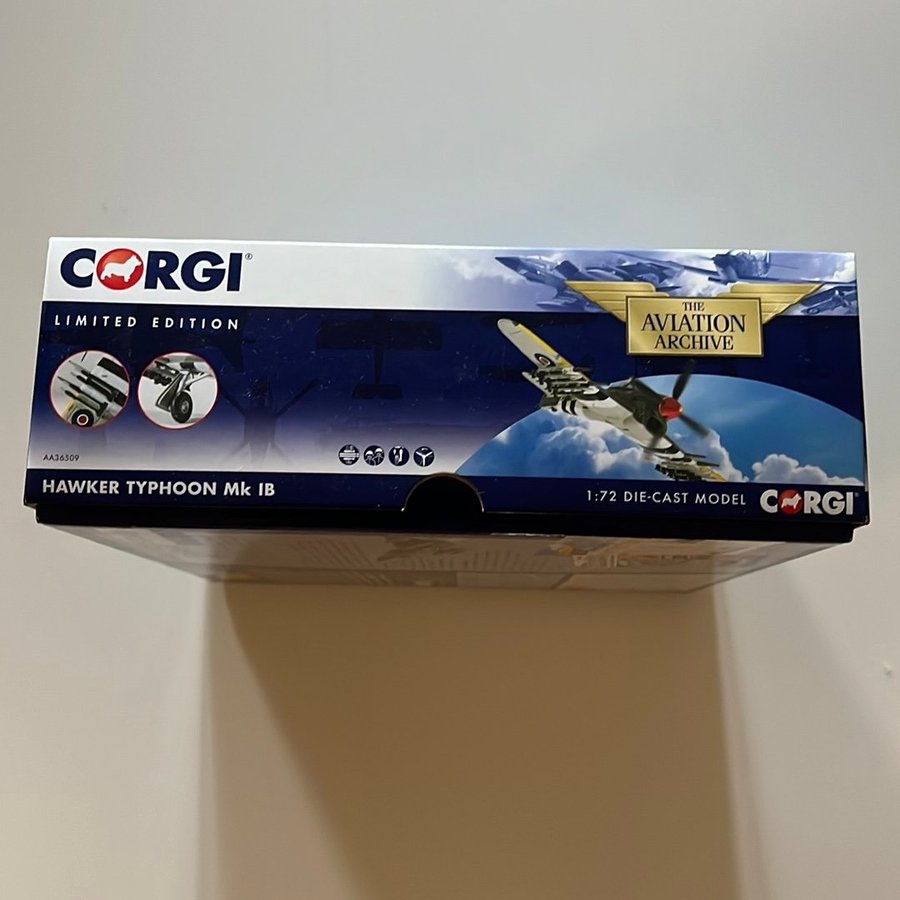 CORGI®
LIMITED EDITION
THE
AVIATION
ARCHIVE
AA36509
HAWKER TYPHOON Mk IB
1:72 DIE-CAST MODEL
CORGI